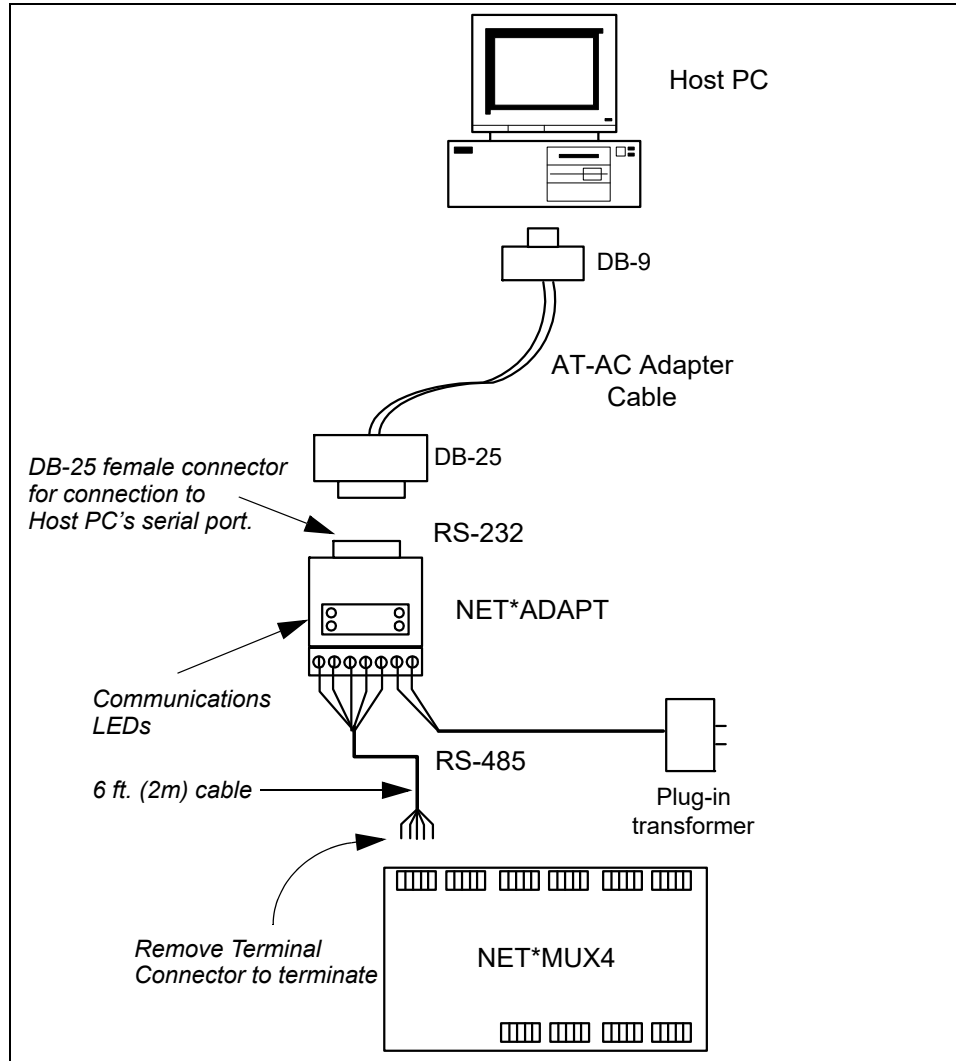 Host PC
DB-9
AT-AC Adapter
Cable
DB-25
DB-25 female connector
for connection to
Host PC's serial port.
RS-232
NET*ADAPT
Communications
LEDs
RS-485
6 ft. (2m) cable
Plug-in
transformer
Remove Terminal
Connector to terminate
NET*MUX4